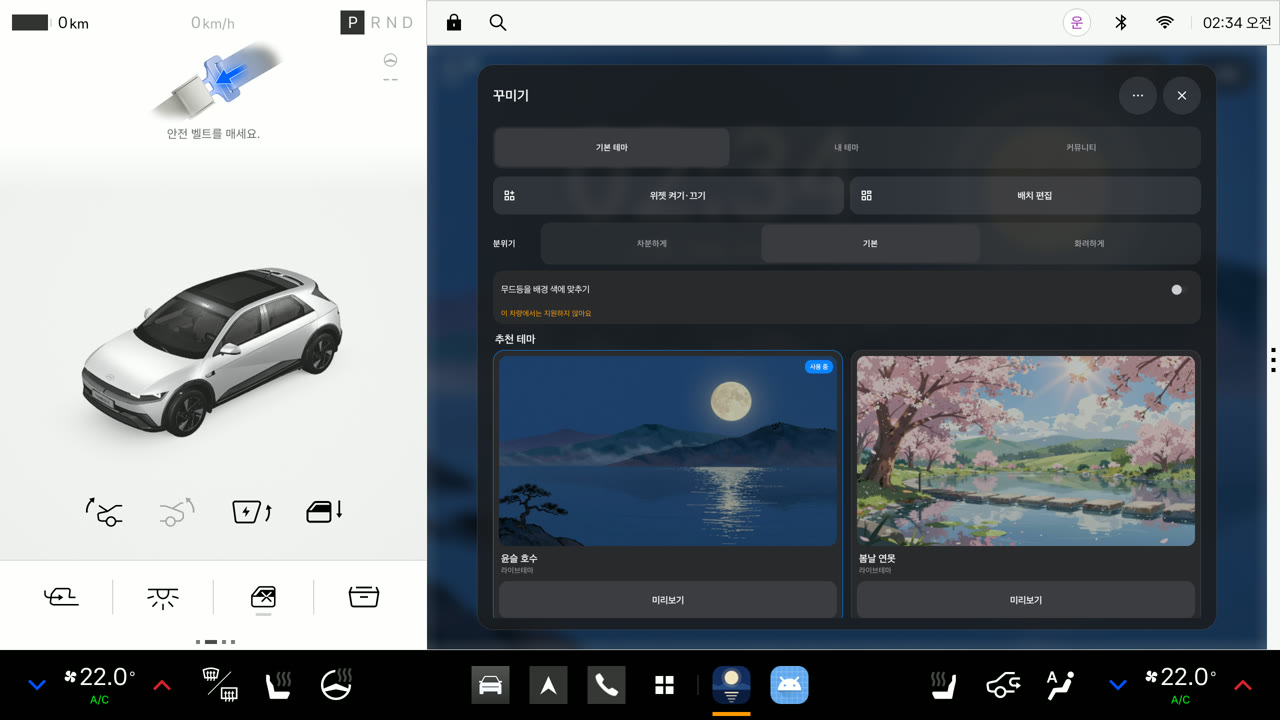 0 km
0 km/h
P R N D
운
02:34 오전
안전 벨트를 매세요.
꾸미기
기본 테마
내 테마
커뮤니티
위젯 켜기·끄기
배치 편집
분위기
차분하게
기본
화려하게
무드등을 배경 색에 맞추기
이 차량에서는 지원하지 않아요
추천 테마
사용 중
윤슬 호수
라이브테마
미리보기
봄날 연못
라이브테마
미리보기
22.0°
A/C
A
22.0°
A/C